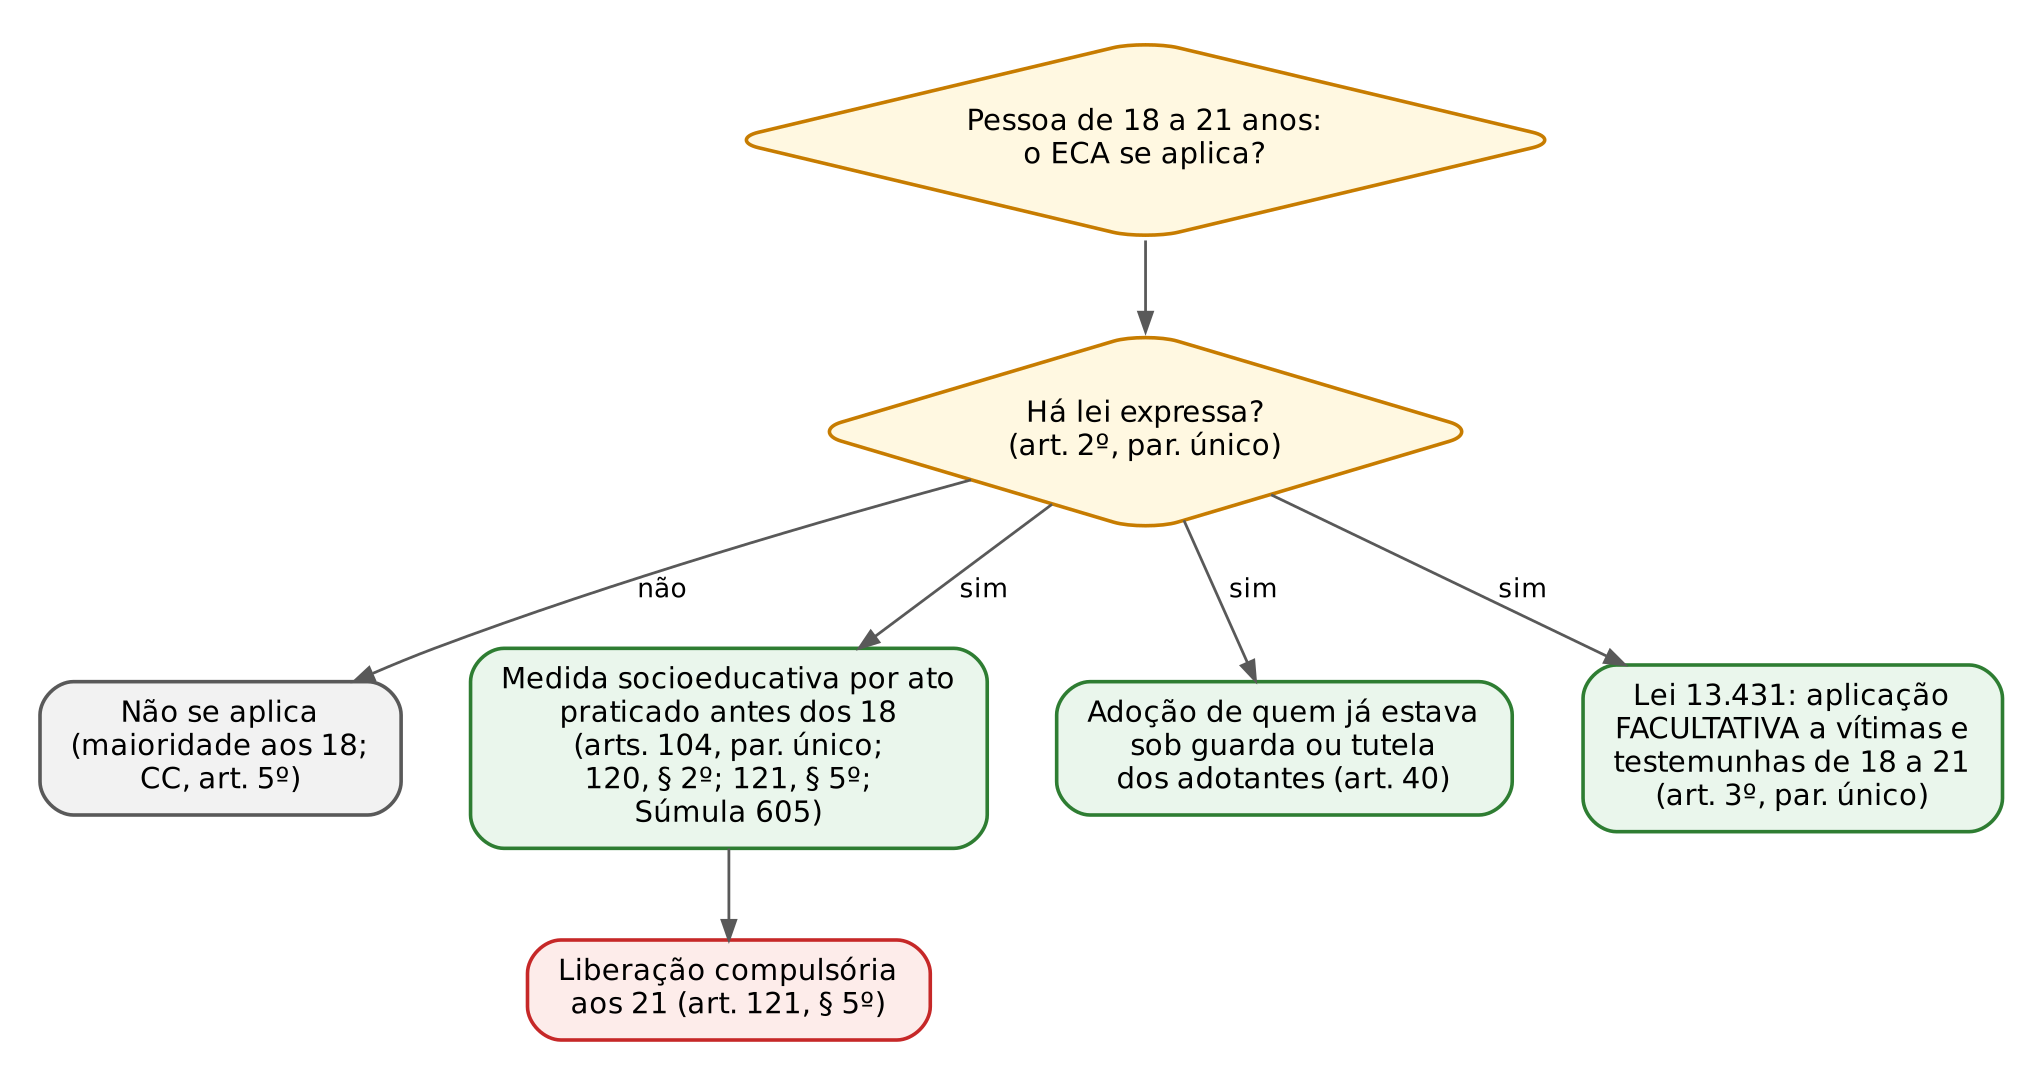 Pessoa de 18 a 21 anos:
o ECA se aplica?
Há lei expressa?
(art. 2º, par. único)
não
sim
sim
sim
Não se aplica
(maioridade aos 18;
CC, art. 5º)
Medida socioeducativa por ato
praticado antes dos 18
(arts. 104, par. único;
120, § 2º; 121, § 5º;
Súmula 605)
Adoção de quem já estava
sob guarda ou tutela
dos adotantes (art. 40)
Lei 13.431: aplicação
FACULTATIVA a vítimas e
testemunhas de 18 a 21
(art. 3º, par. único)
Liberação compulsória
aos 21 (art. 121, § 5º)